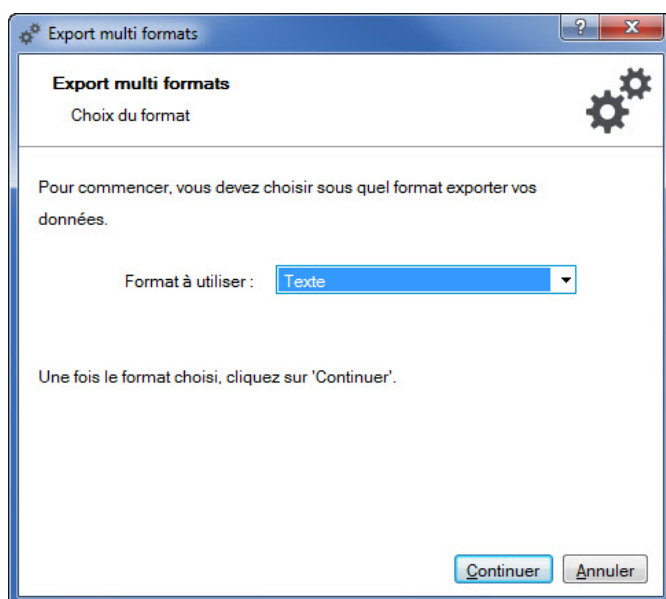 Export multi formats
?
Export multi formats
Choix du format
Pour commencer, vous devez choisir sous quel format exporter vos
données.
Format à utiliser : Texte
Une fois le format choisi, cliquez sur 'Continuer'.
Continuer Annuler